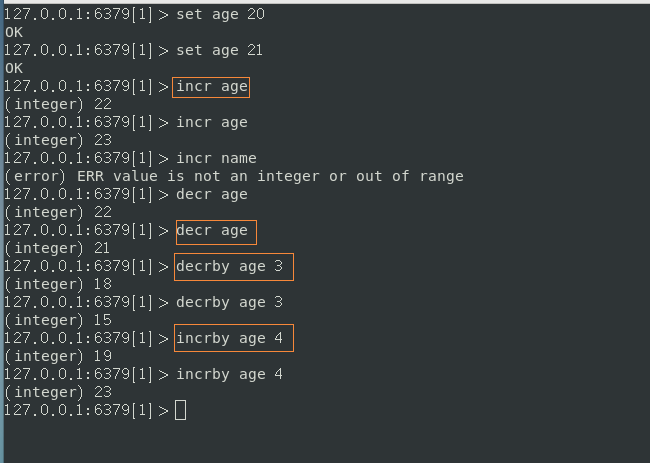 127.0.0.1:6379[1]> set age 20
OK
127.0.0.1:6379[1]> set age 21
OK
127.0.0.1:6379[1]> incr age
(integer) 22
127.0.0.1:6379[1]> incr age
(integer) 23
127.0.0.1:6379[1]> incr name
(error) ERR value is not an integer or out of range
127.0.0.1:6379[1]> decr age
(integer) 22
127.0.0.1:6379[1]> decr age
(integer) 21
127.0.0.1:6379[1]> decrby age 3
(integer) 18
127.0.0.1:6379[1]> decrby age 3
(integer) 15
127.0.0.1:6379[1]> incrby age 4
(integer) 19
127.0.0.1:6379[1]> incrby age 4
(integer) 23
127.0.0.1:6379[1]>